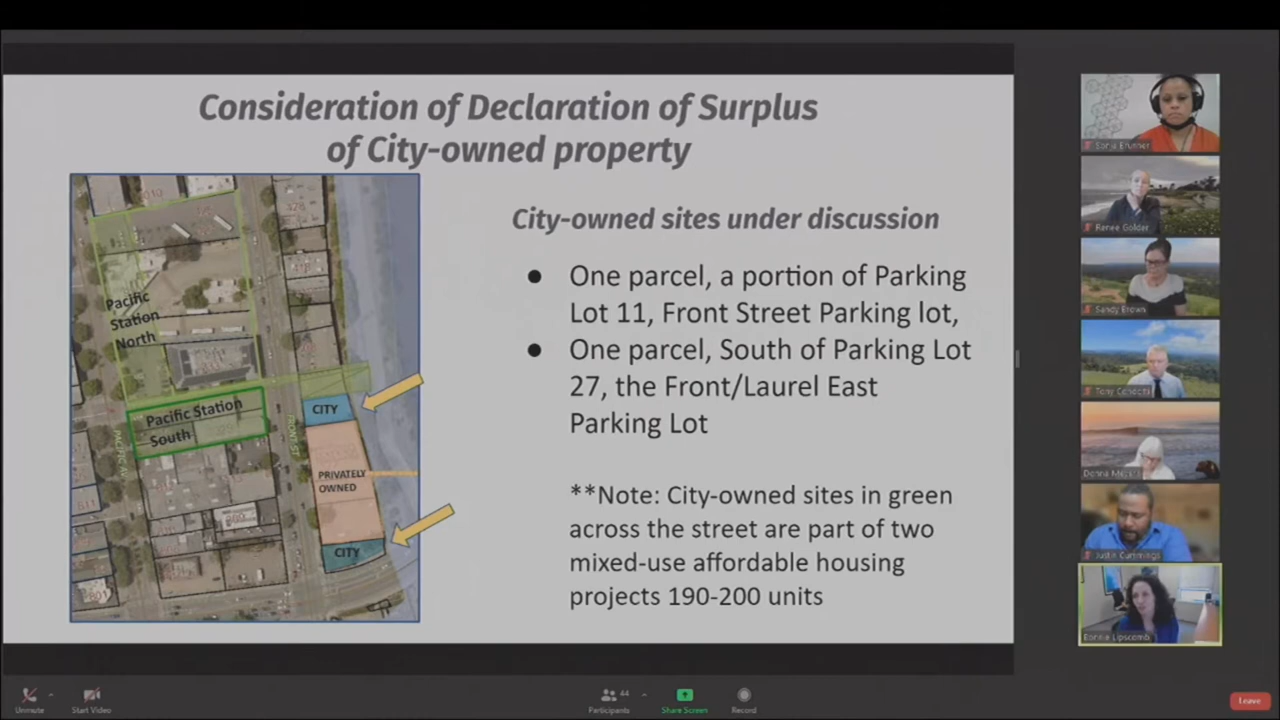 Consideration of Declaration of Surplus
of City-owned property
City-owned sites under discussion
● One parcel, a portion of Parking
Lot 11, Front Street Parking lot,
● One parcel, South of Parking Lot
27, the Front/Laurel East
Parking Lot
**Note: City-owned sites in green
across the street are part of two
mixed-use affordable housing
projects 190-200 units
Pacific
Station
North
Pacific Station
South
CITY
PRIVATELY
OWNED
CITY
FRONT ST
Renee Golder
Sandy Brown
Justin Cummings
Bonnie Lipscomb
Unmute
Start Video
44
Participants
Share Screen
Record
Leave